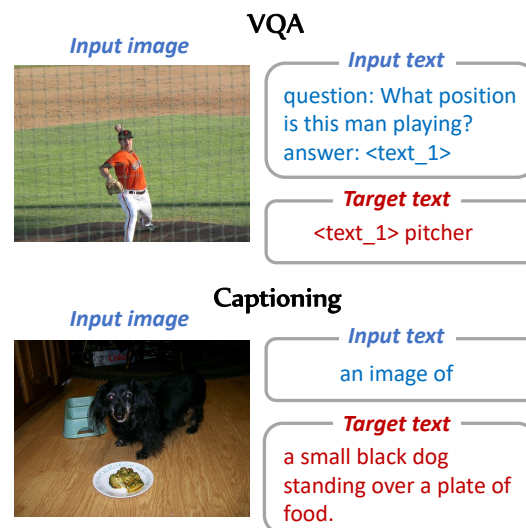 VQA
Input image
Input text
question: What position
is this man playing?
answer: <text_1>
Target text
<text_1> pitcher
Captioning
Input image
Input text
an image of
Target text
a small black dog
standing over a plate of
food.